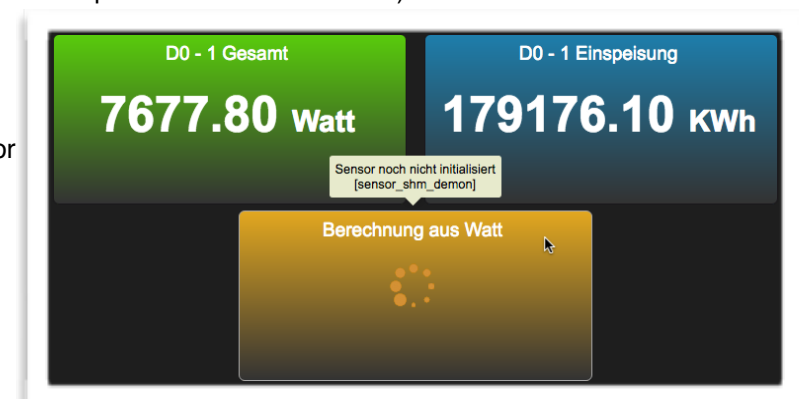 D0 - 1 Gesamt
7677.80 Watt
D0 - 1 Einspeisung
179176.10 KWh
Sensor noch nicht initialisiert
[sensor_shm_demon]
Berechnung aus Watt